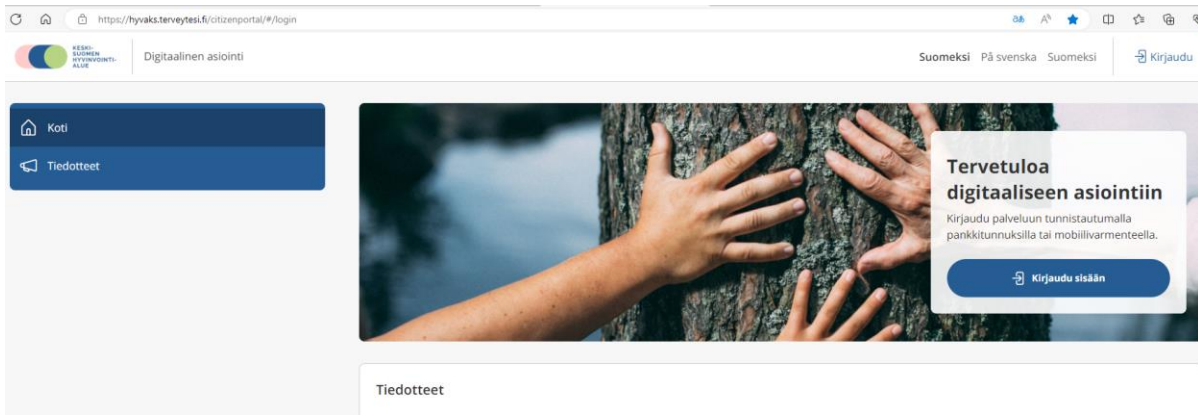 https://hyvaks.terveytesi.fi/citizenportal/#/login
KESKI-
SUOMEN
HYVINVOINTI-
ALUE
Digitaalinen asiointi
Suomeksi På svenska Suomeksi
Kirjaudu
Koti
Tiedotteet
Tervetuloa
digitaaliseen asiointiin
Kirjaudu palveluun tunnistautumalla
pankkitunnuksilla tai mobiilivarmenteella.
Kirjaudu sisään
Tiedotteet